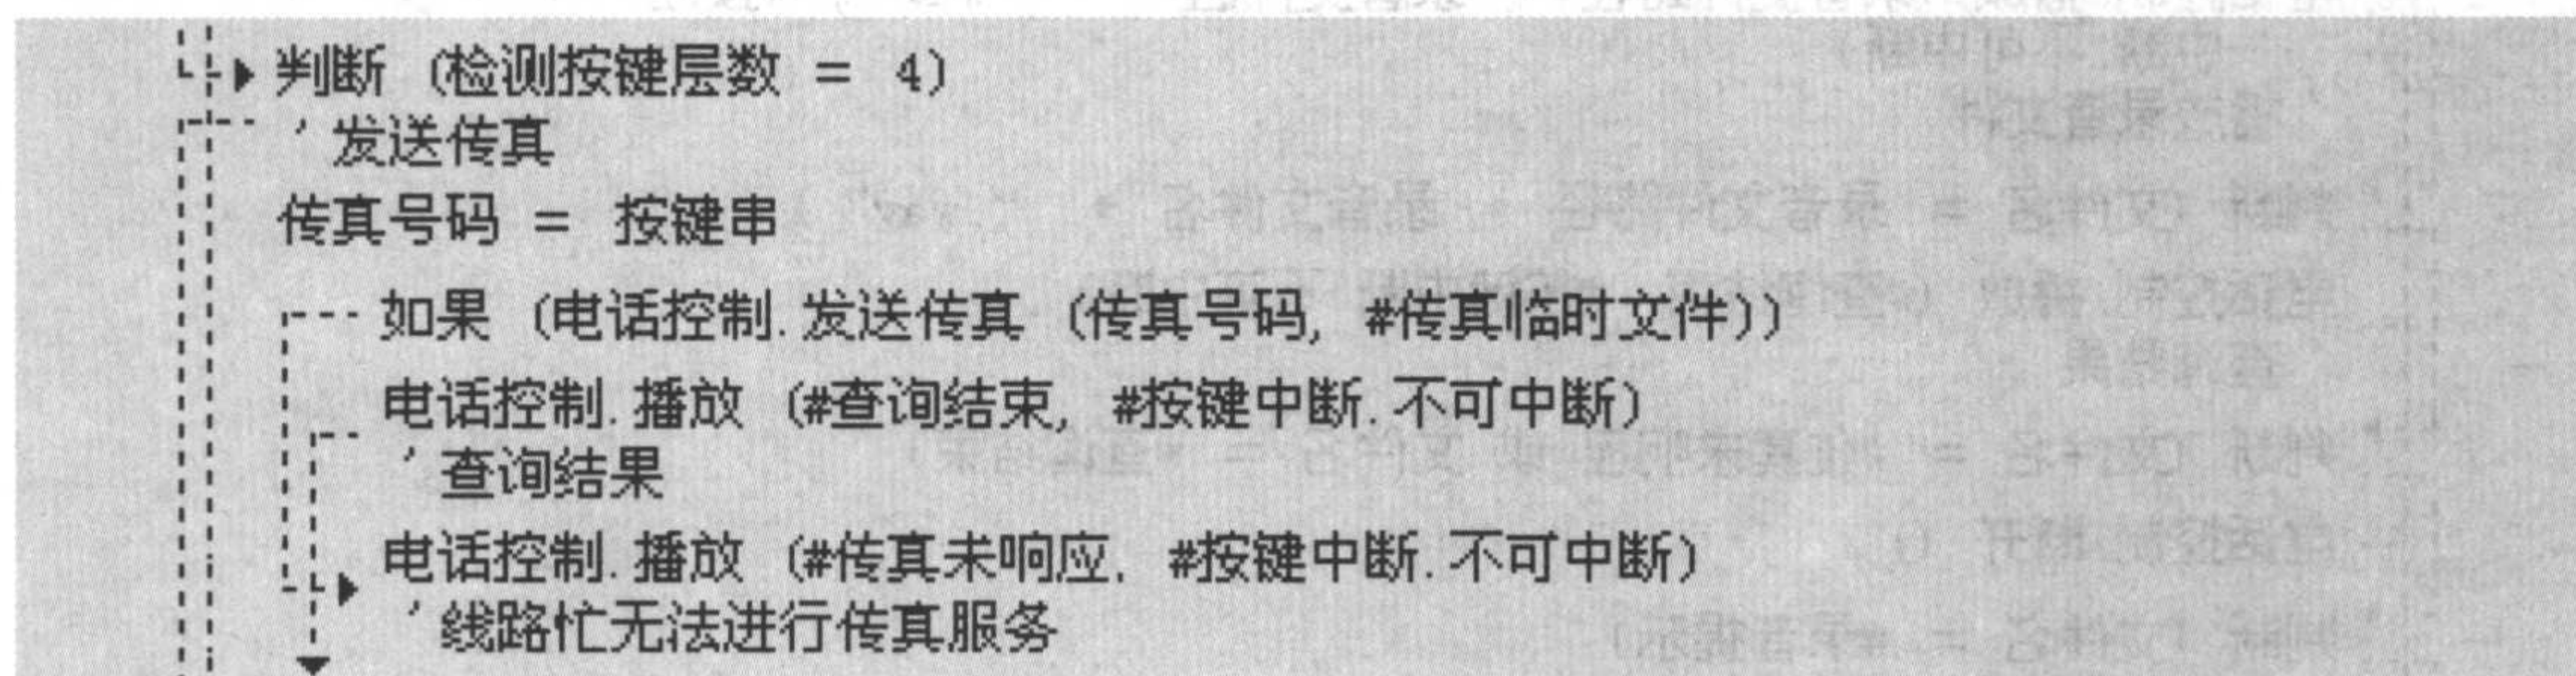 判断 (检测按键层数 = 4)
' 发送传真
传真号码 = 按键串
如果 (电话控制.发送传真 (传真号码, #传真临时文件))
电话控制.播放 (#查询结束, #按键中断.不可中断)
' 查询结果
电话控制.播放 (#传真未响应, #按键中断.不可中断)
' 线路忙无法进行传真服务